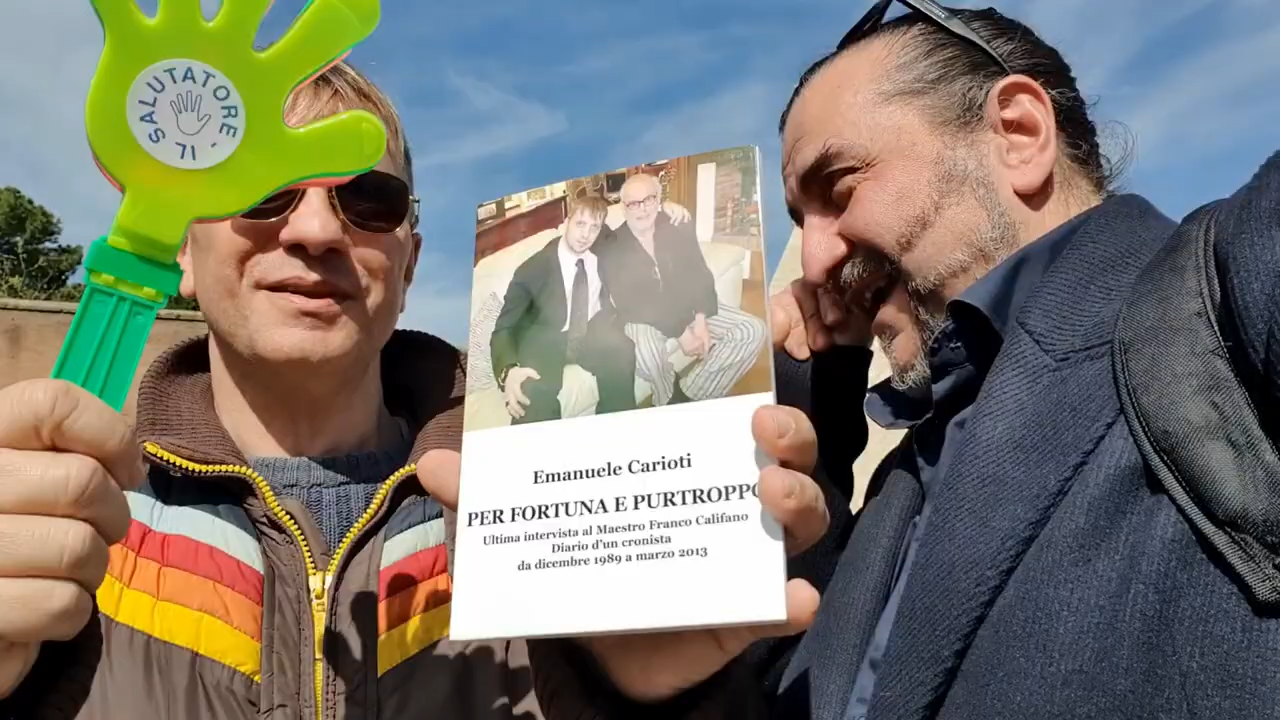 IL SALUTATORE
Emanuele Carioti
PER FORTUNA E PURTROPPO
Ultima intervista al Maestro Franco Califano
Diario d'un cronista
da dicembre 1989 a marzo 2013